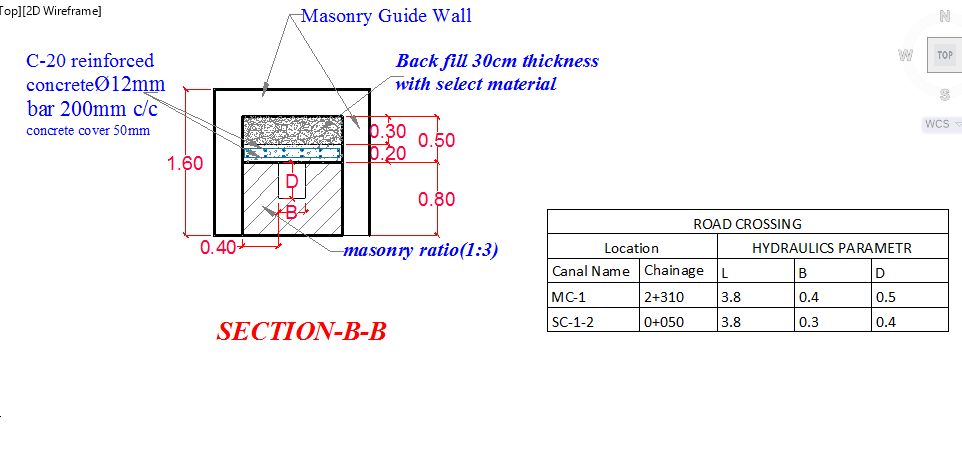 Top][2D Wireframe]
Masonry Guide Wall
C-20 reinforced
concreteØ12mm
bar 200mm c/c
concrete cover 50mm
Back fill 30cm thickness
with select material
0.30
0.50
0.20
1.60
D
0.80
B
0.40
masonry ratio(1:3)
SECTION-B-B
N
W
TOP
S
WCS
ROAD CROSSING
Location HYDRAULICS PARAMETR
Canal Name Chainage L B D
MC-1 2+310 3.8 0.4 0.5
SC-1-2 0+050 3.8 0.3 0.4